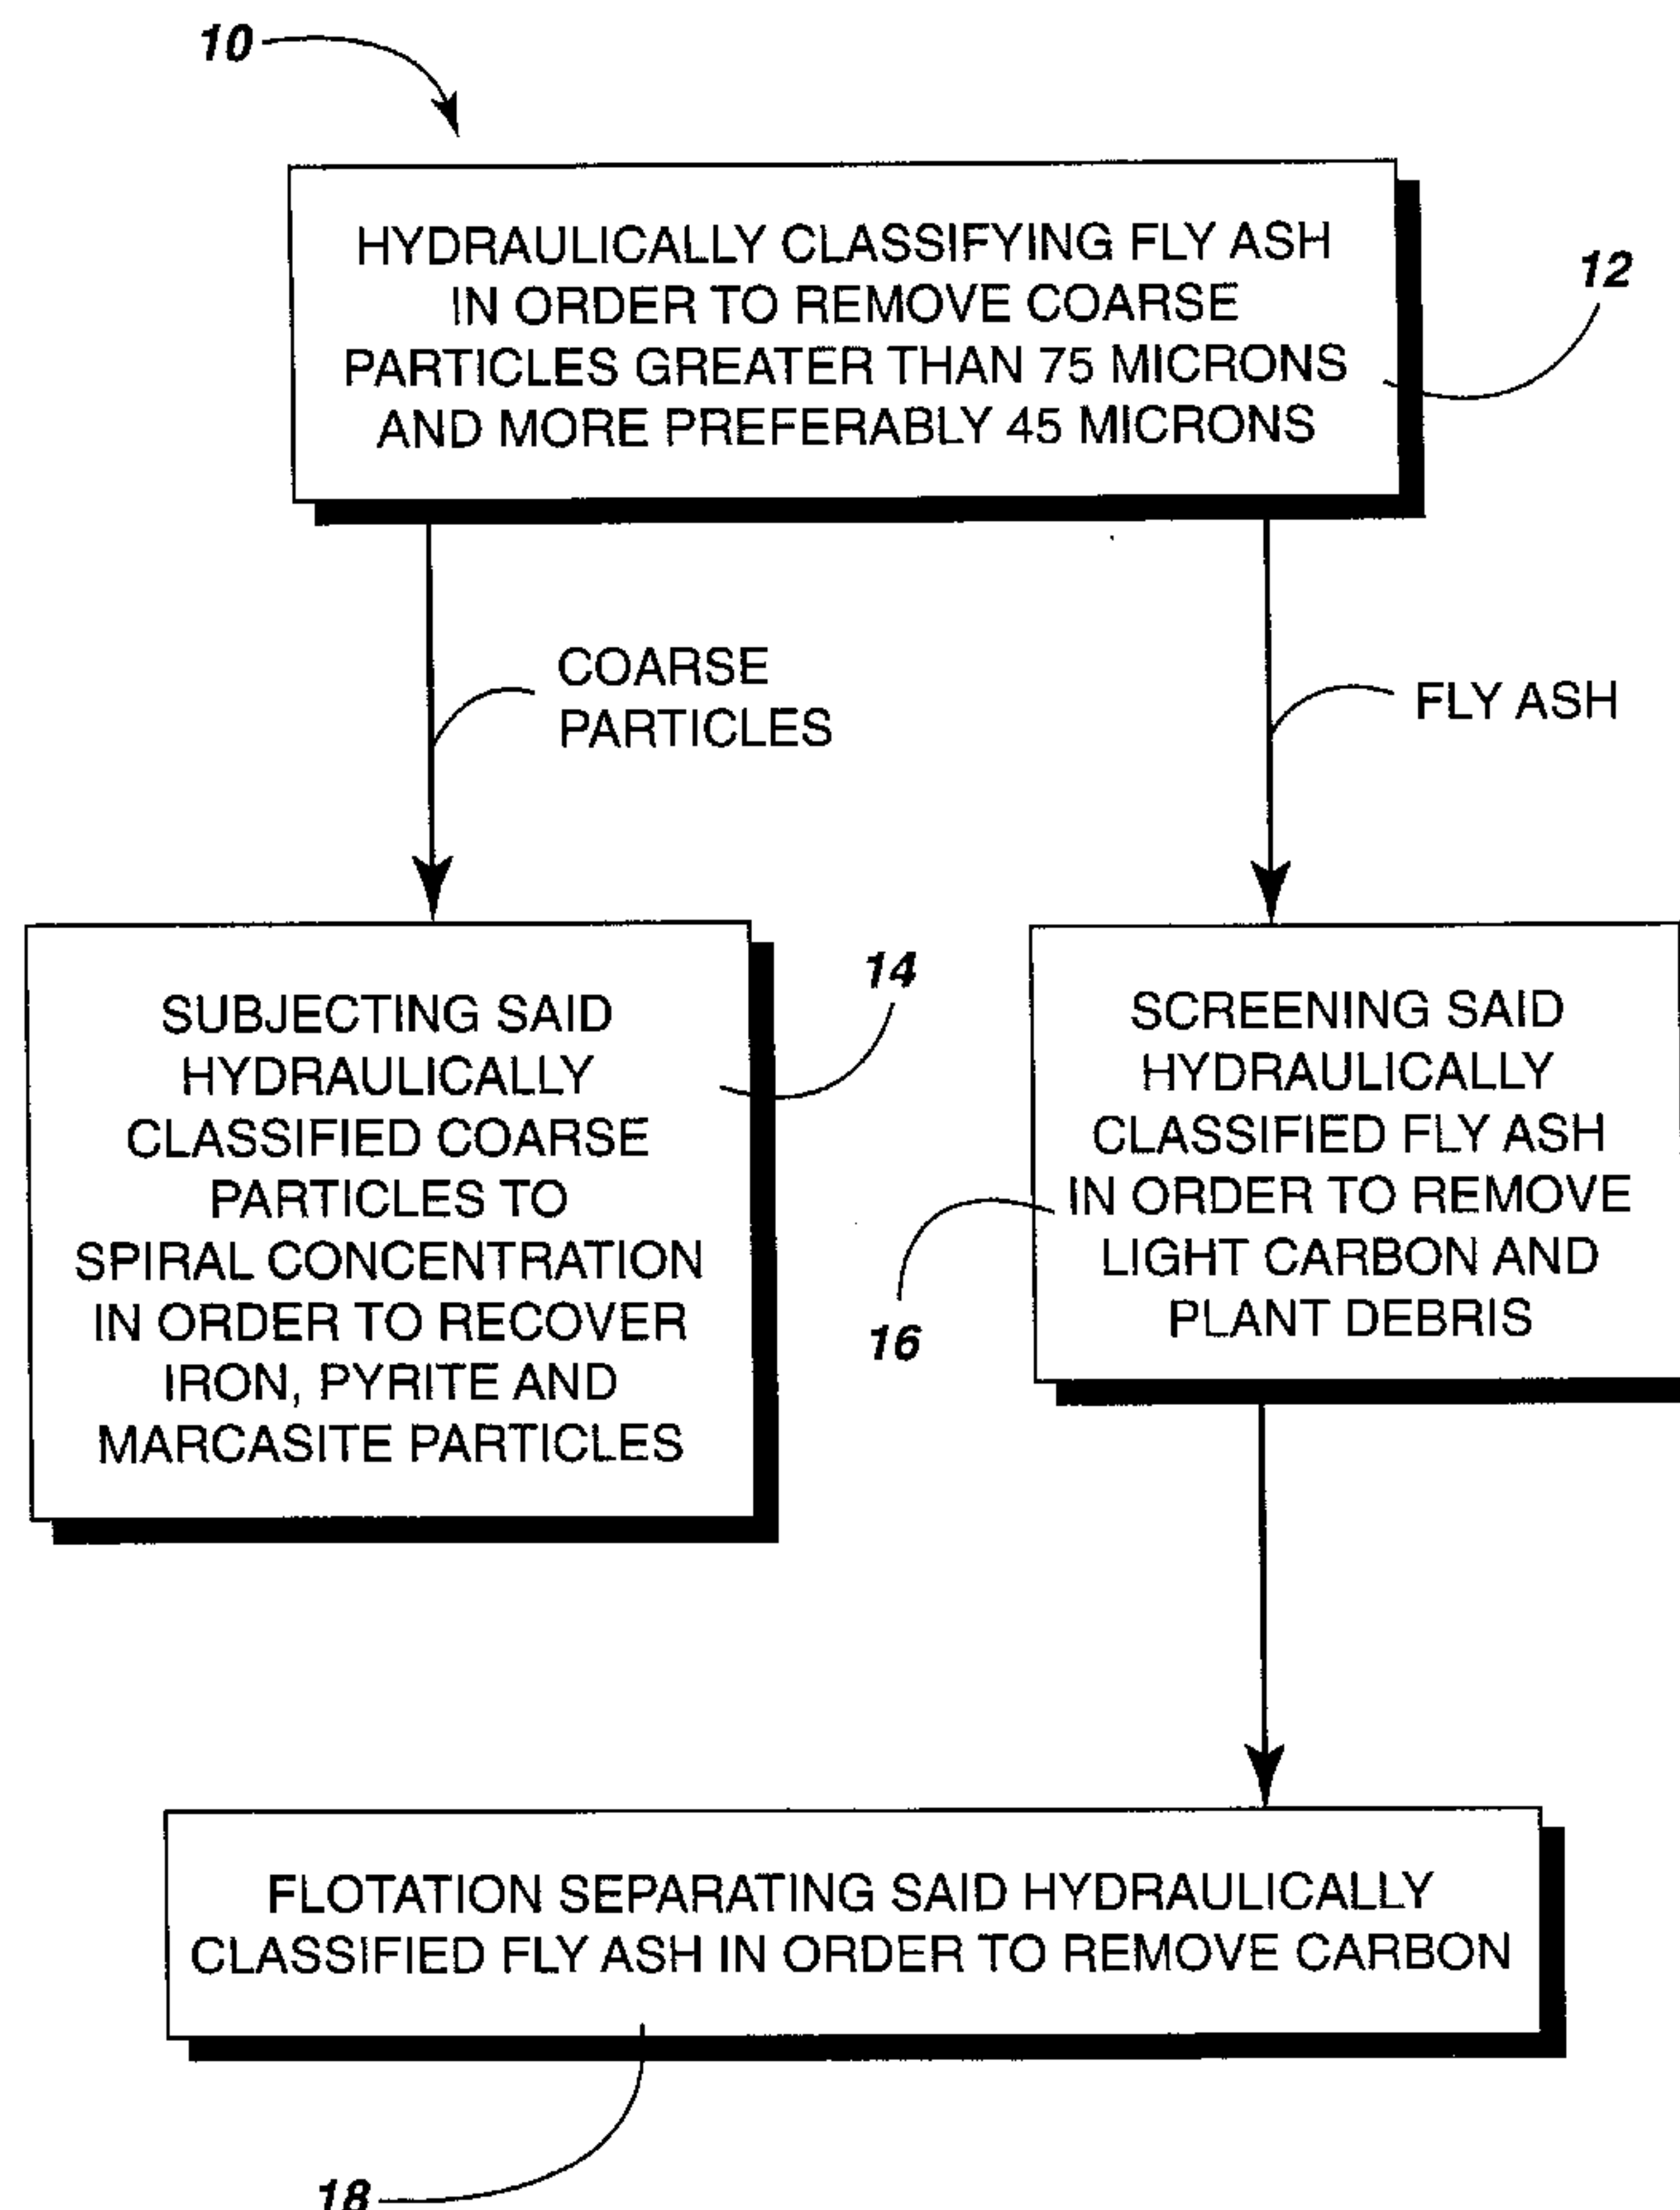 10
HYDRAULICALLY CLASSIFYING FLY ASH
IN ORDER TO REMOVE COARSE
PARTICLES GREATER THAN 75 MICRONS
AND MORE PREFERABLY 45 MICRONS
12
COARSE
PARTICLES
FLY ASH
SUBJECTING SAID
HYDRAULICALLY
CLASSIFIED COARSE
PARTICLES TO
SPIRAL CONCENTRATION
IN ORDER TO RECOVER
IRON, PYRITE AND
MARCASITE PARTICLES
14
SCREENING SAID
HYDRAULICALLY
CLASSIFIED FLY ASH
IN ORDER TO REMOVE
LIGHT CARBON AND
PLANT DEBRIS
16
FLOTATION SEPARATING SAID HYDRAULICALLY
CLASSIFIED FLY ASH IN ORDER TO REMOVE CARBON
18